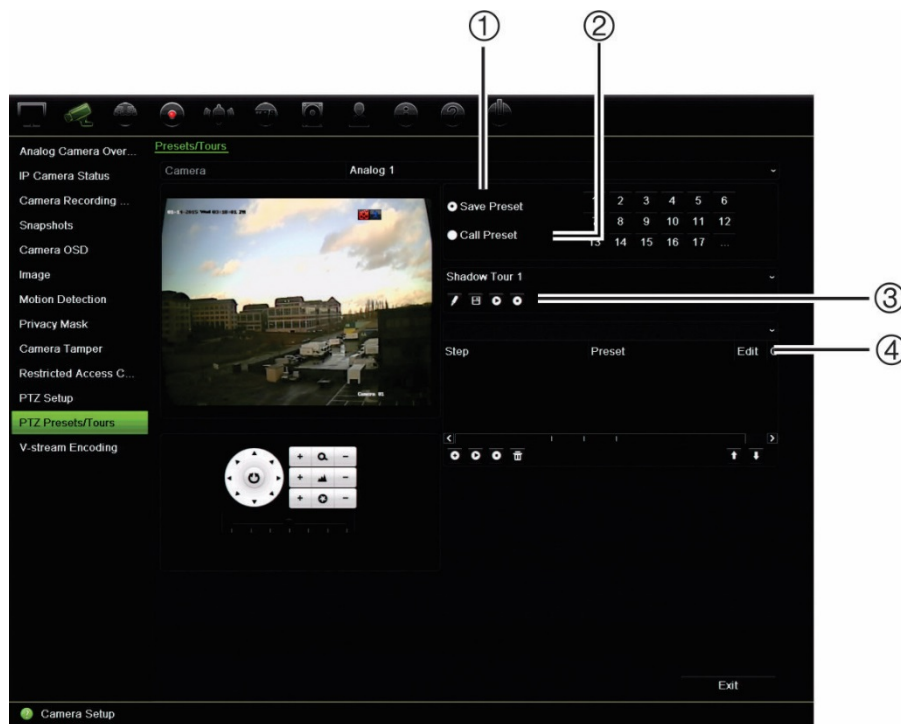 ① ②
Analog Camera Over...
IP Camera Status
Camera Recording ...
Snapshots
Camera OSD
Image
Motion Detection
Privacy Mask
Camera Tamper
Restricted Access C...
PTZ Setup
PTZ Presets/Tours
V-stream Encoding
Presets/Tours
Camera Analog 1
Camera 01
Save Preset
Call Preset
1 2 3 4 5 6
7 8 9 10 11 12
13 14 15 16 17 ...
Shadow Tour 1
③
④
Step Preset Edit
Exit
Camera Setup